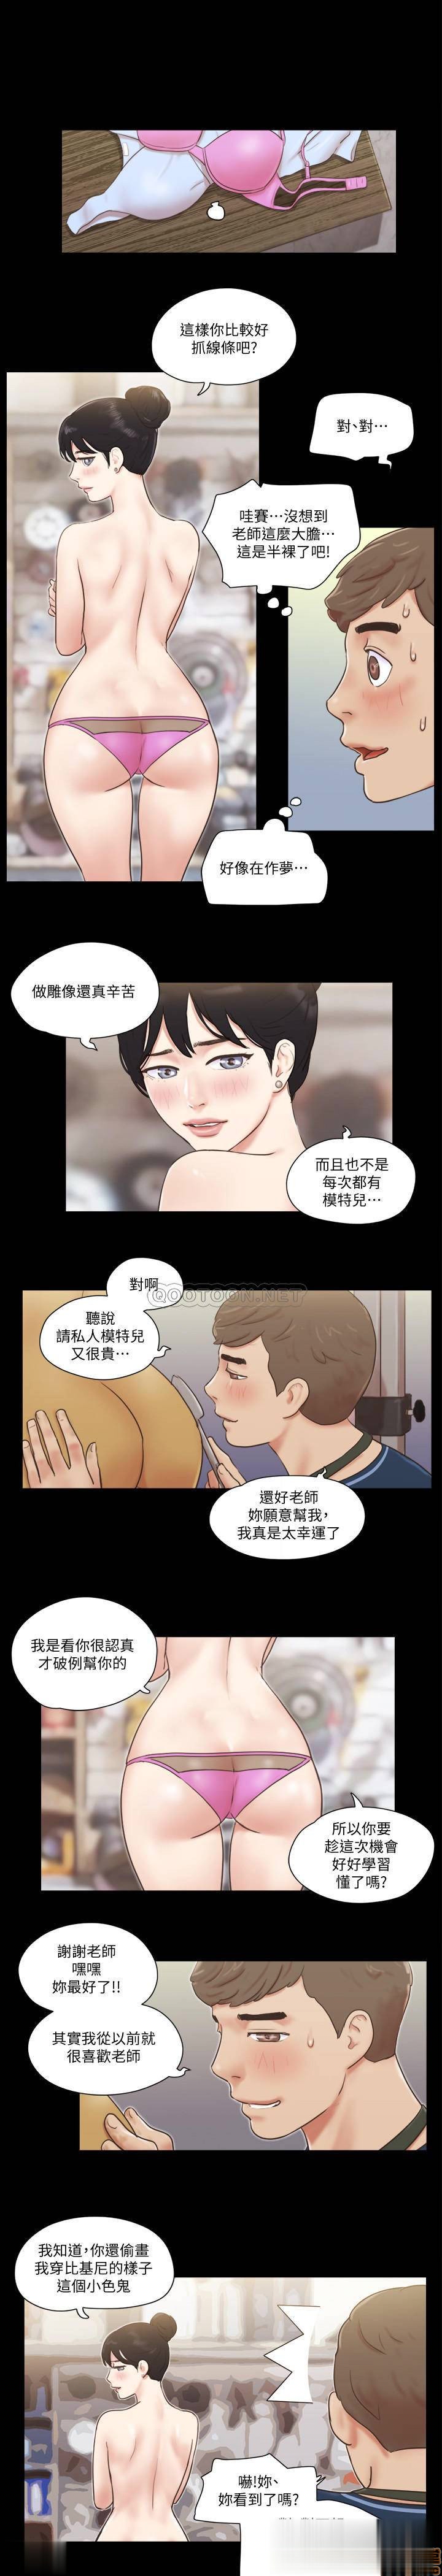 這樣你比較好
抓線條吧?
對、對⋯
哇賽⋯沒想到
老師這麼大膽⋯
這是半裸了吧!
好像在作夢⋯
做雕像還真辛苦
而且也不是
每次都有
模特兒⋯
對啊
QOOTOON.NET
聽說
請私人模特兒
又很貴⋯
還好老師
妳願意幫我,
我真是太幸運了
我是看你很認真
才破例幫你的
所以你要
趁這次機會
好好學習
懂了嗎?
謝謝老師
嘿嘿
妳最好了!!
其實我從以前就
很喜歡老師
我知道,你還偷畫
我穿比基尼的樣子
這個小色鬼
嚇!妳、
妳看到了嗎?